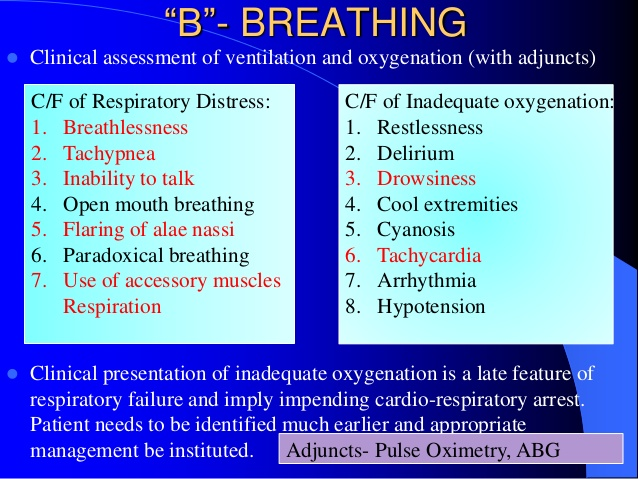 “B”- BREATHING
Clinical assessment of ventilation and oxygenation (with adjuncts)
C/F of Respiratory Distress:
1. Breathlessness
2. Tachypnea
3. Inability to talk
4. Open mouth breathing
5. Flaring of alae nassi
6. Paradoxical breathing
7. Use of accessory muscles
Respiration
C/F of Inadequate oxygenation:
1. Restlessness
2. Delirium
3. Drowsiness
4. Cool extremities
5. Cyanosis
6. Tachycardia
7. Arrhythmia
8. Hypotension
Clinical presentation of inadequate oxygenation is a late feature of
respiratory failure and imply impending cardio-respiratory arrest.
Patient needs to be identified much earlier and appropriate
management be instituted.
Adjuncts- Pulse Oximetry, ABG